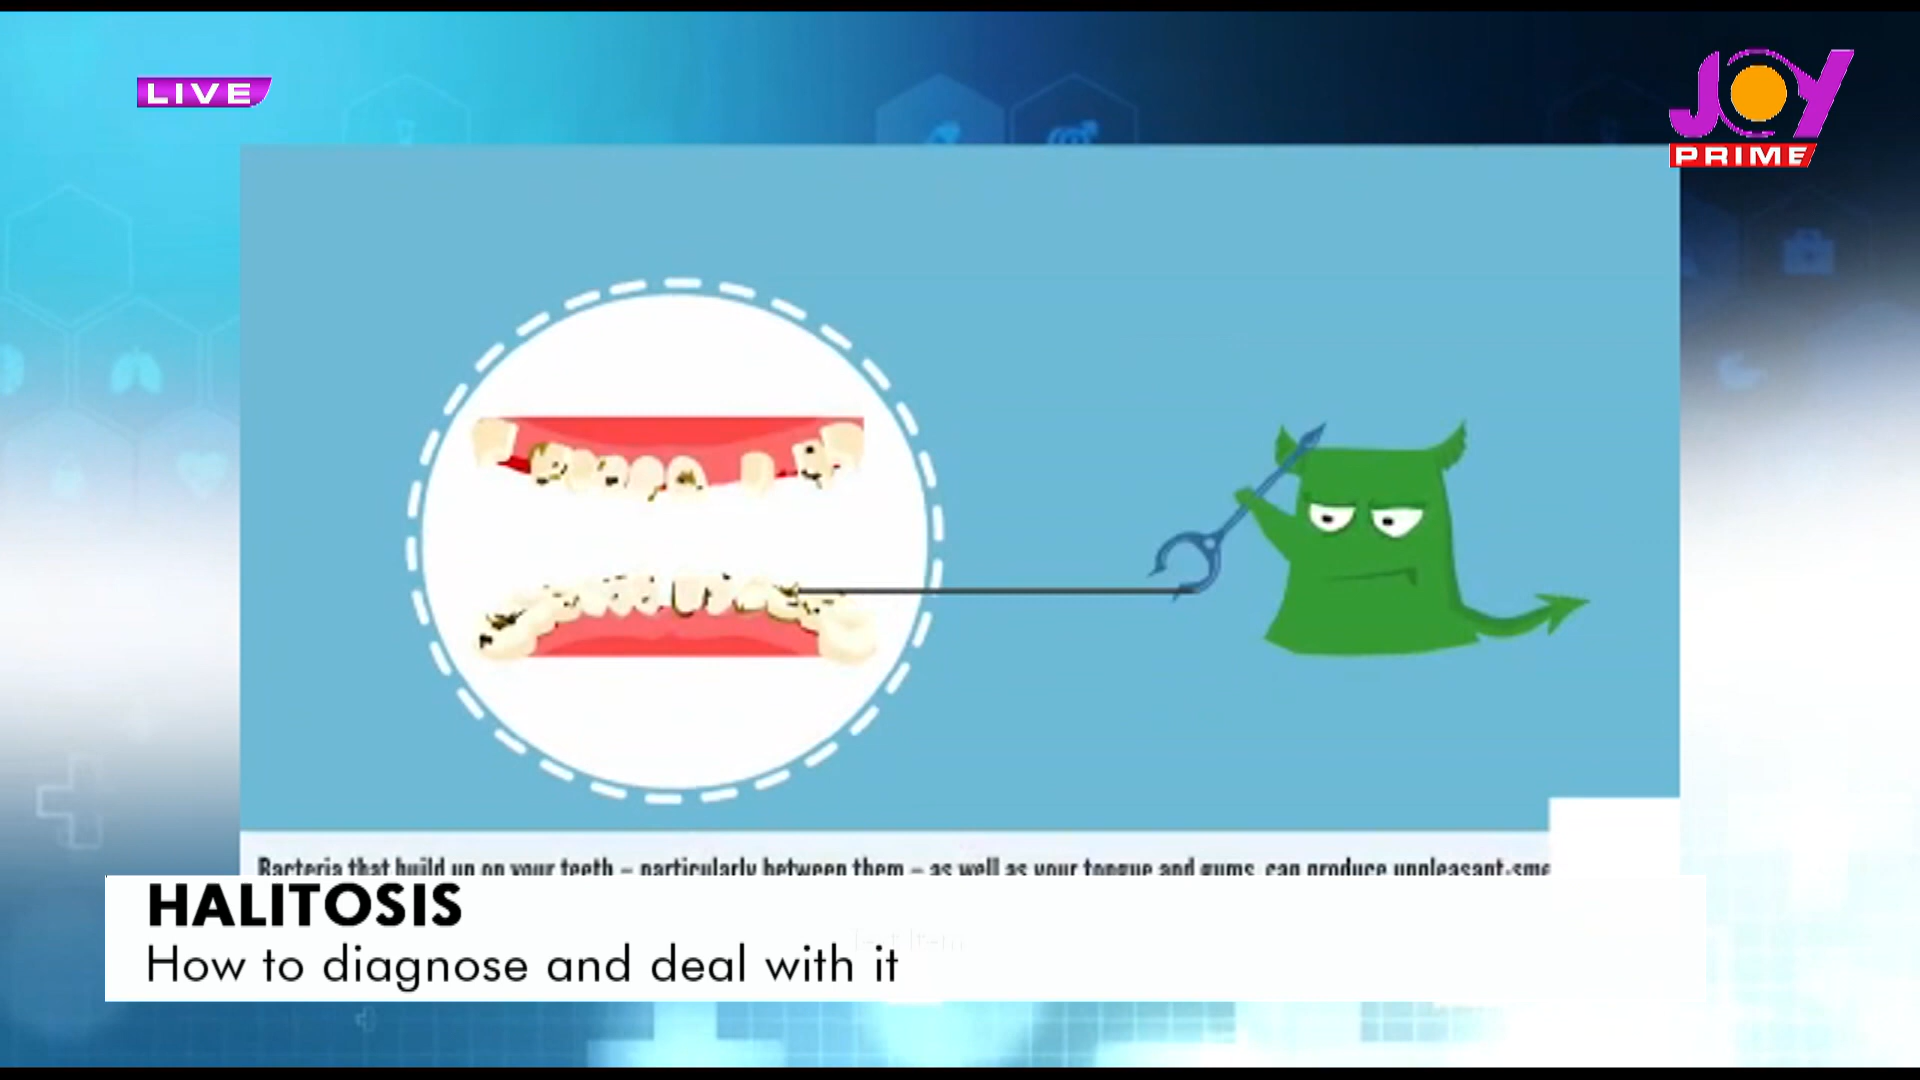 LIVE
JOY
PRIME
Bacteria that build up on your teeth – particularly between them – as well as your tongue and gums, can produce unpleasant-sme
HALITOSIS
How to diagnose and deal with it